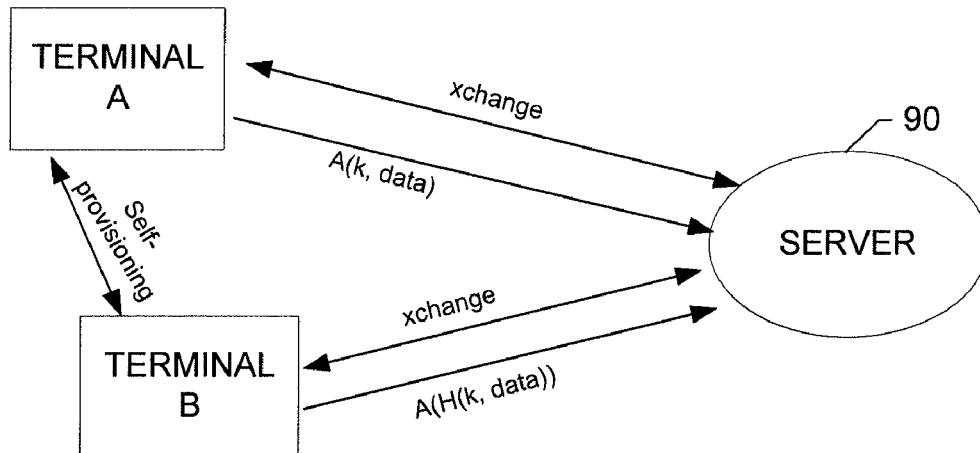 TERMINAL
A
xchange
A(k, data)
90
Self-
provisioning
SERVER
xchange
TERMINAL
B
A(H(k, data))